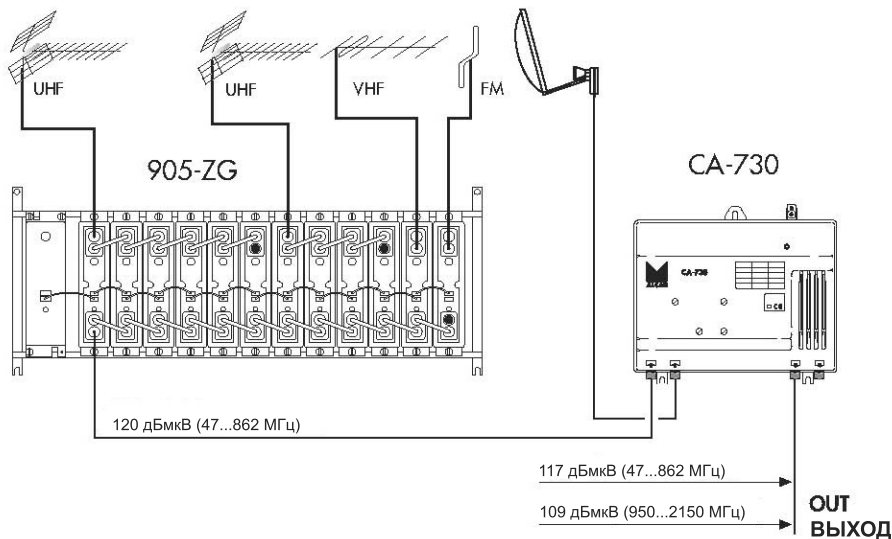 UHF UHF VHF FM
905-ZG
CA-730
CA-730
CE
120 дБмкВ (47...862 МГц)
117 дБмкВ (47...862 МГц)
109 дБмкВ (950...2150 МГц)
OUT
ВЫХОД